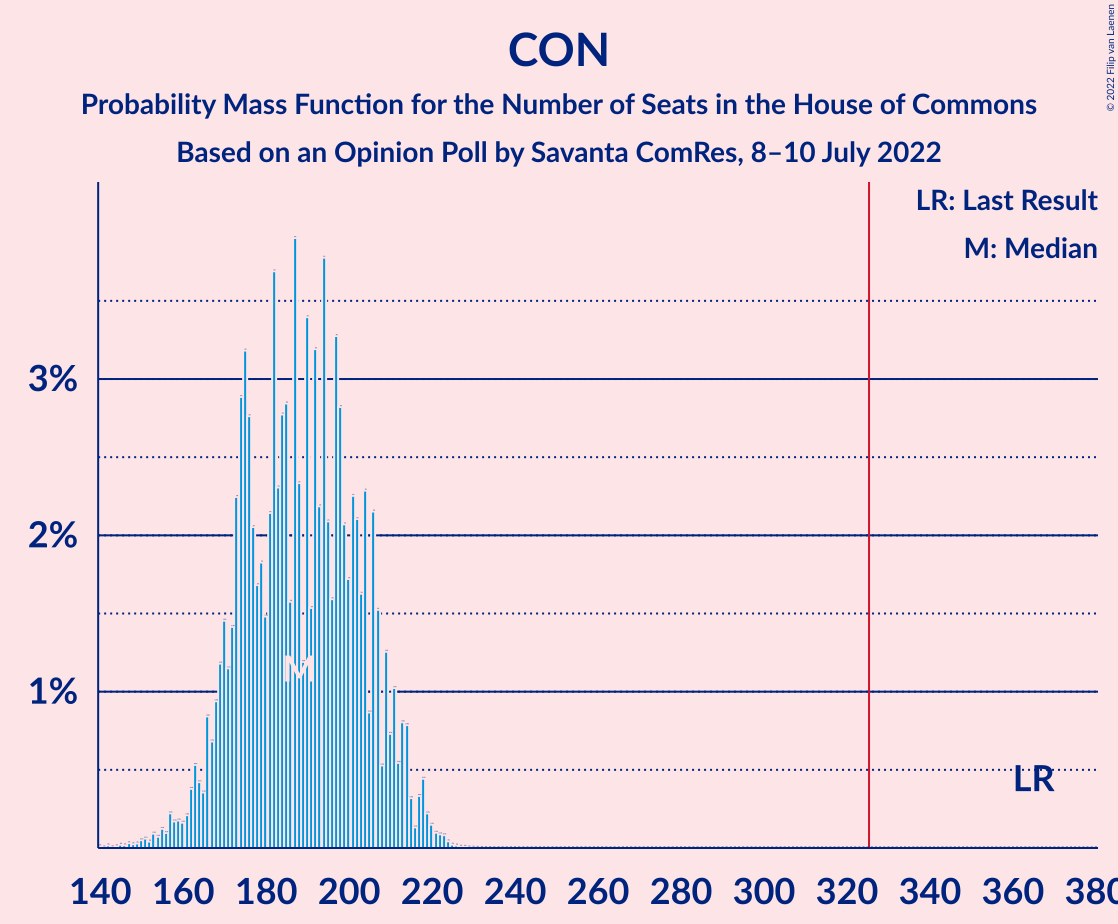 CON
Probability Mass Function for the Number of Seats in the House of Commons
Based on an Opinion Poll by Savanta ComRes, 8–10 July 2022
© 2022 Filip van Laenen
LR: Last Result
M: Median
3%
2%
1%
M
LR
140 160 180 200 220 240 260 280 300 320 340 360 380